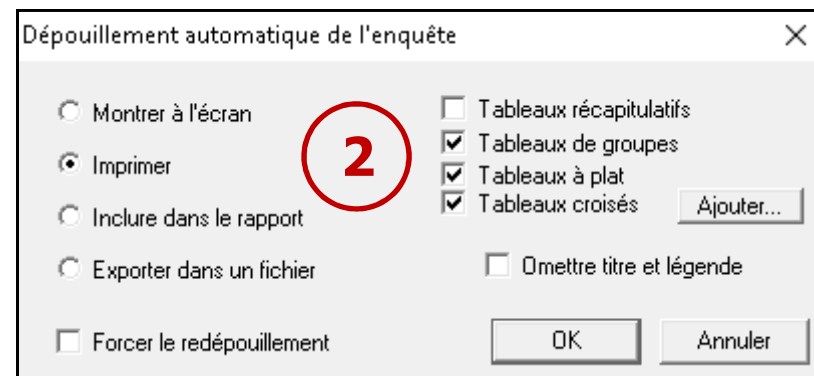 Dépouillement automatique de l'enquête
Montrer à l'écran
Imprimer
Inclure dans le rapport
Exporter dans un fichier
Forcer le redépouillement
2
Tableaux récapitulatifs
Tableaux de groupes
Tableaux à plat
Tableaux croisés
Ajouter...
Omettre titre et légende
OK
Annuler